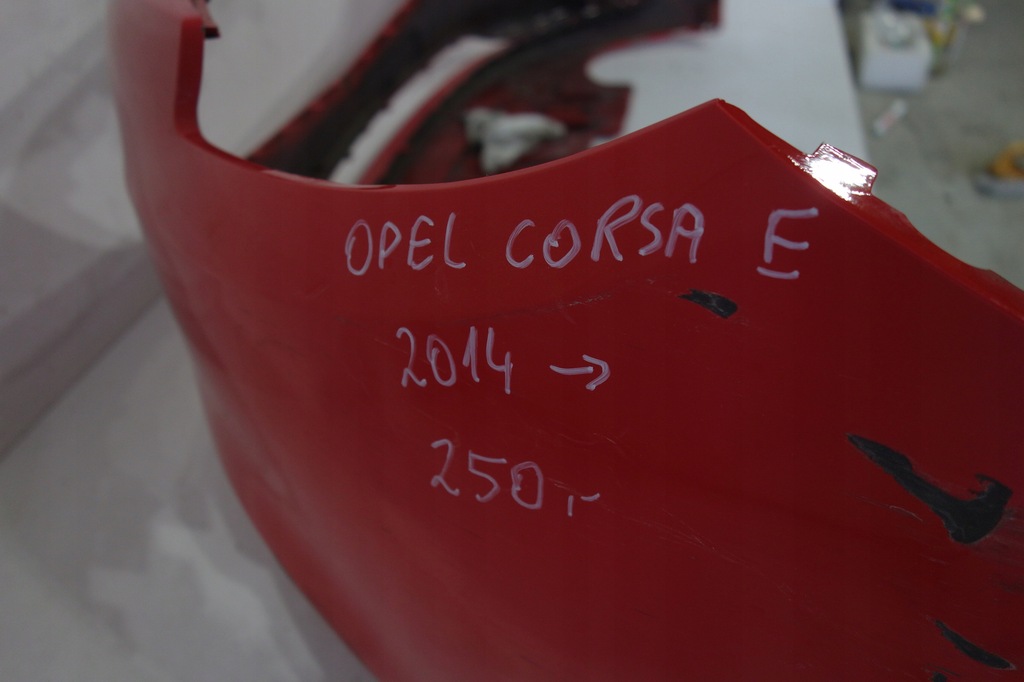 OPEL CORSA E
2014 →
250,-